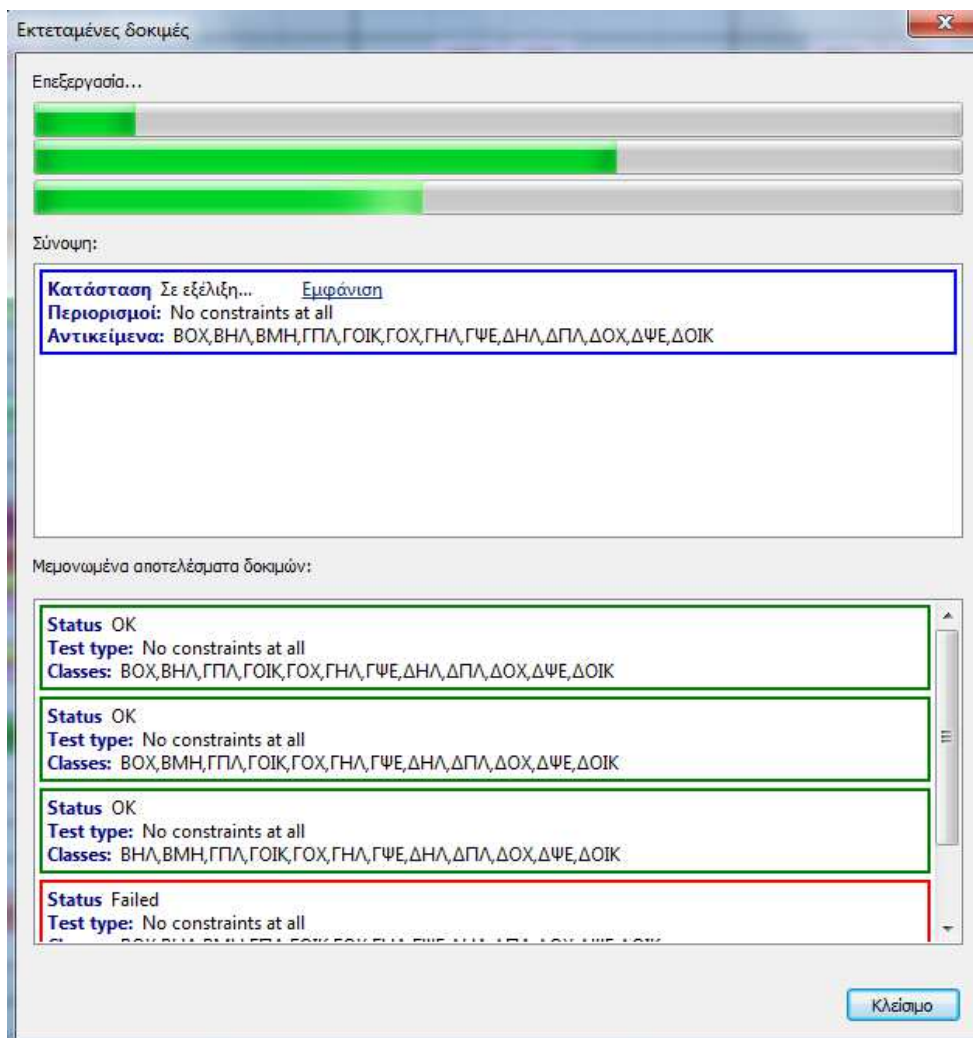 Εκτεταμένες δοκιμές
Επεξεργασία...
Σύνοψη:
Κατάσταση Σε εξέλιξη... Εμφάνιση
Περιορισμοί: No constraints at all
Αντικείμενα: ΒΟΧ,ΒΗΛ,ΒΜΗ,ΓΠΛ,ΓΟΙΚ,ΓΟΧ,ΓΗΛ,ΓΨΕ,ΔΗΛ,ΔΠΛ,ΔΟΧ,ΔΨΕ,ΔΟΙΚ
Μεμονωμένα αποτελέσματα δοκιμών:
Status OK
Test type: No constraints at all
Classes: ΒΟΧ,ΒΗΛ,ΓΠΛ,ΓΟΙΚ,ΓΟΧ,ΓΗΛ,ΓΨΕ,ΔΗΛ,ΔΠΛ,ΔΟΧ,ΔΨΕ,ΔΟΙΚ
Status OK
Test type: No constraints at all
Classes: ΒΟΧ,ΒΜΗ,ΓΠΛ,ΓΟΙΚ,ΓΟΧ,ΓΗΛ,ΓΨΕ,ΔΗΛ,ΔΠΛ,ΔΟΧ,ΔΨΕ,ΔΟΙΚ
Status OK
Test type: No constraints at all
Classes: ΒΗΛ,ΒΜΗ,ΓΠΛ,ΓΟΙΚ,ΓΟΧ,ΓΗΛ,ΓΨΕ,ΔΗΛ,ΔΠΛ,ΔΟΧ,ΔΨΕ,ΔΟΙΚ
Status Failed
Test type: No constraints at all
Κλείσιμο